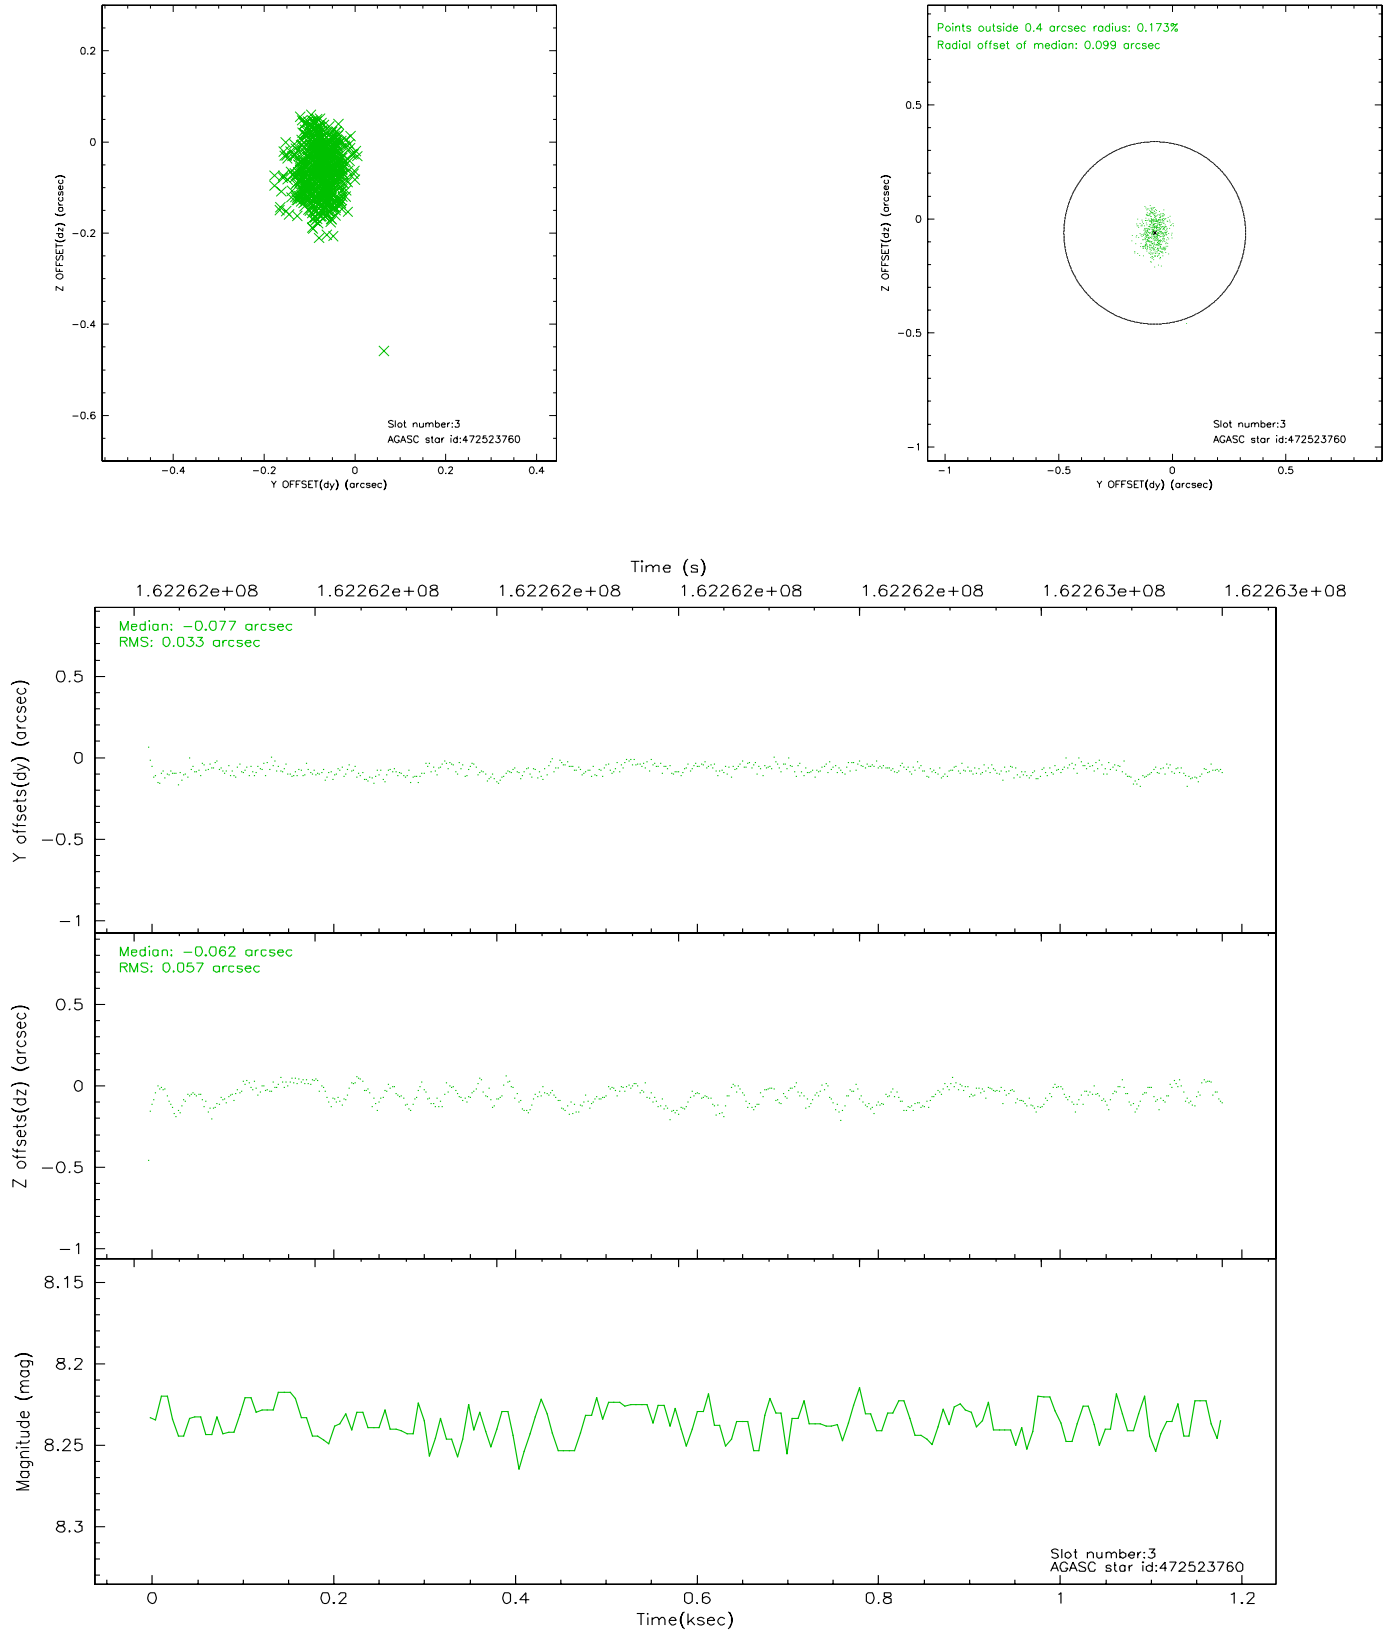 0.2
0
−0.2
−0.4
−0.6
Z OFFSET(dz) (arcsec)
−0.4
−0.2
0
0.2
0.4
Y OFFSET(dy) (arcsec)
Slot number:3
AGASC star id:472523760
Points outside 0.4 arcsec radius: 0.173%
Radial offset of median: 0.099 arcsec
0.5
0
−0.5
−1
Z OFFSET(dz) (arcsec)
−1
−0.5
0
0.5
Y OFFSET(dy) (arcsec)
Slot number:3
AGASC star id:472523760
Time (s)
1.62262e+08
1.62262e+08
1.62262e+08
1.62262e+08
1.62262e+08
1.62263e+08
1.62263e+08
Median: −0.077 arcsec
RMS: 0.033 arcsec
0.5
0
−0.5
−1
Y offsets(dy) (arcsec)
Median: −0.062 arcsec
RMS: 0.057 arcsec
0.5
0
−0.5
−1
Z offsets(dz) (arcsec)
8.15
8.2
8.25
8.3
Magnitude (mag)
Slot number:3
AGASC star id:472523760
0
0.2
0.4
0.6
0.8
1
1.2
Time(ksec)